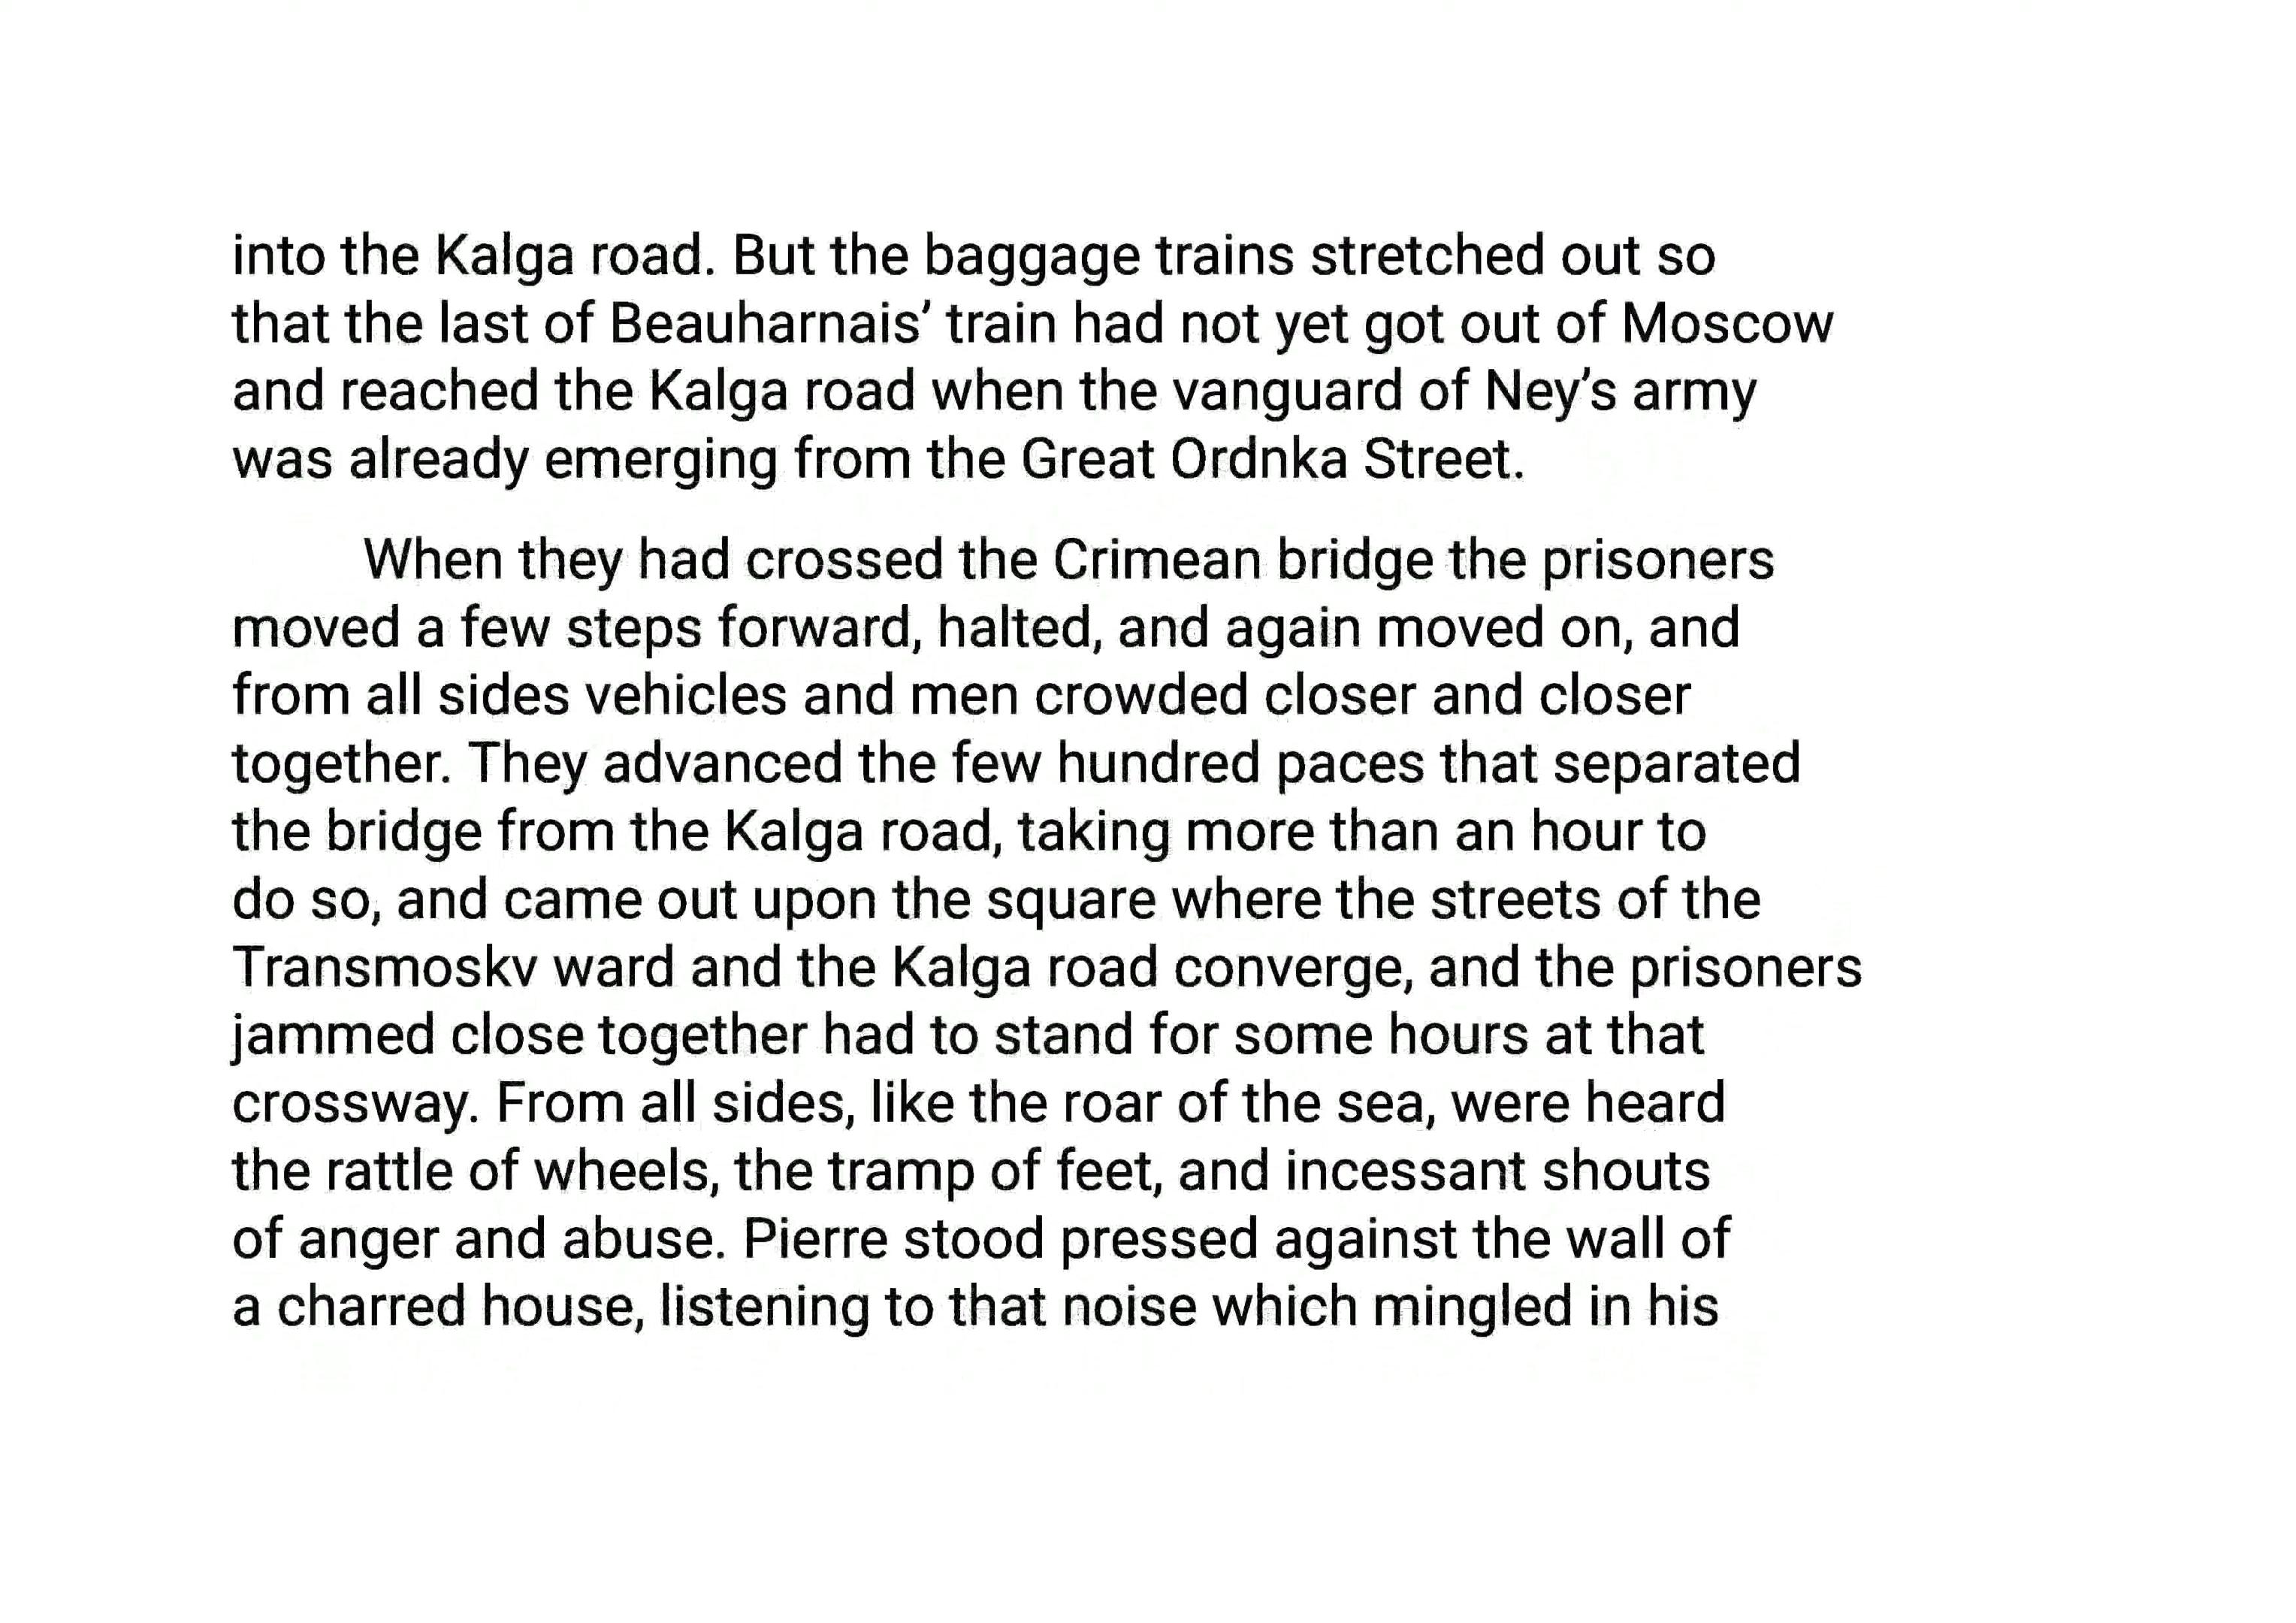 into the Kalga road. But the baggage trains stretched out so
that the last of Beauharnais’ train had not yet got out of Moscow
and reached the Kalga road when the vanguard of Ney’s army
was already emerging from the Great Ordnka Street.
When they had crossed the Crimean bridge the prisoners
moved a few steps forward, halted, and again moved on, and
from all sides vehicles and men crowded closer and closer
together. They advanced the few hundred paces that separated
the bridge from the Kalga road, taking more than an hour to
do so, and came out upon the square where the streets of the
Transmoskv ward and the Kalga road converge, and the prisoners
jammed close together had to stand for some hours at that
crossway. From all sides, like the roar of the sea, were heard
the rattle of wheels, the tramp of feet, and incessant shouts
of anger and abuse. Pierre stood pressed against the wall of
a charred house, listening to that noise which mingled in his